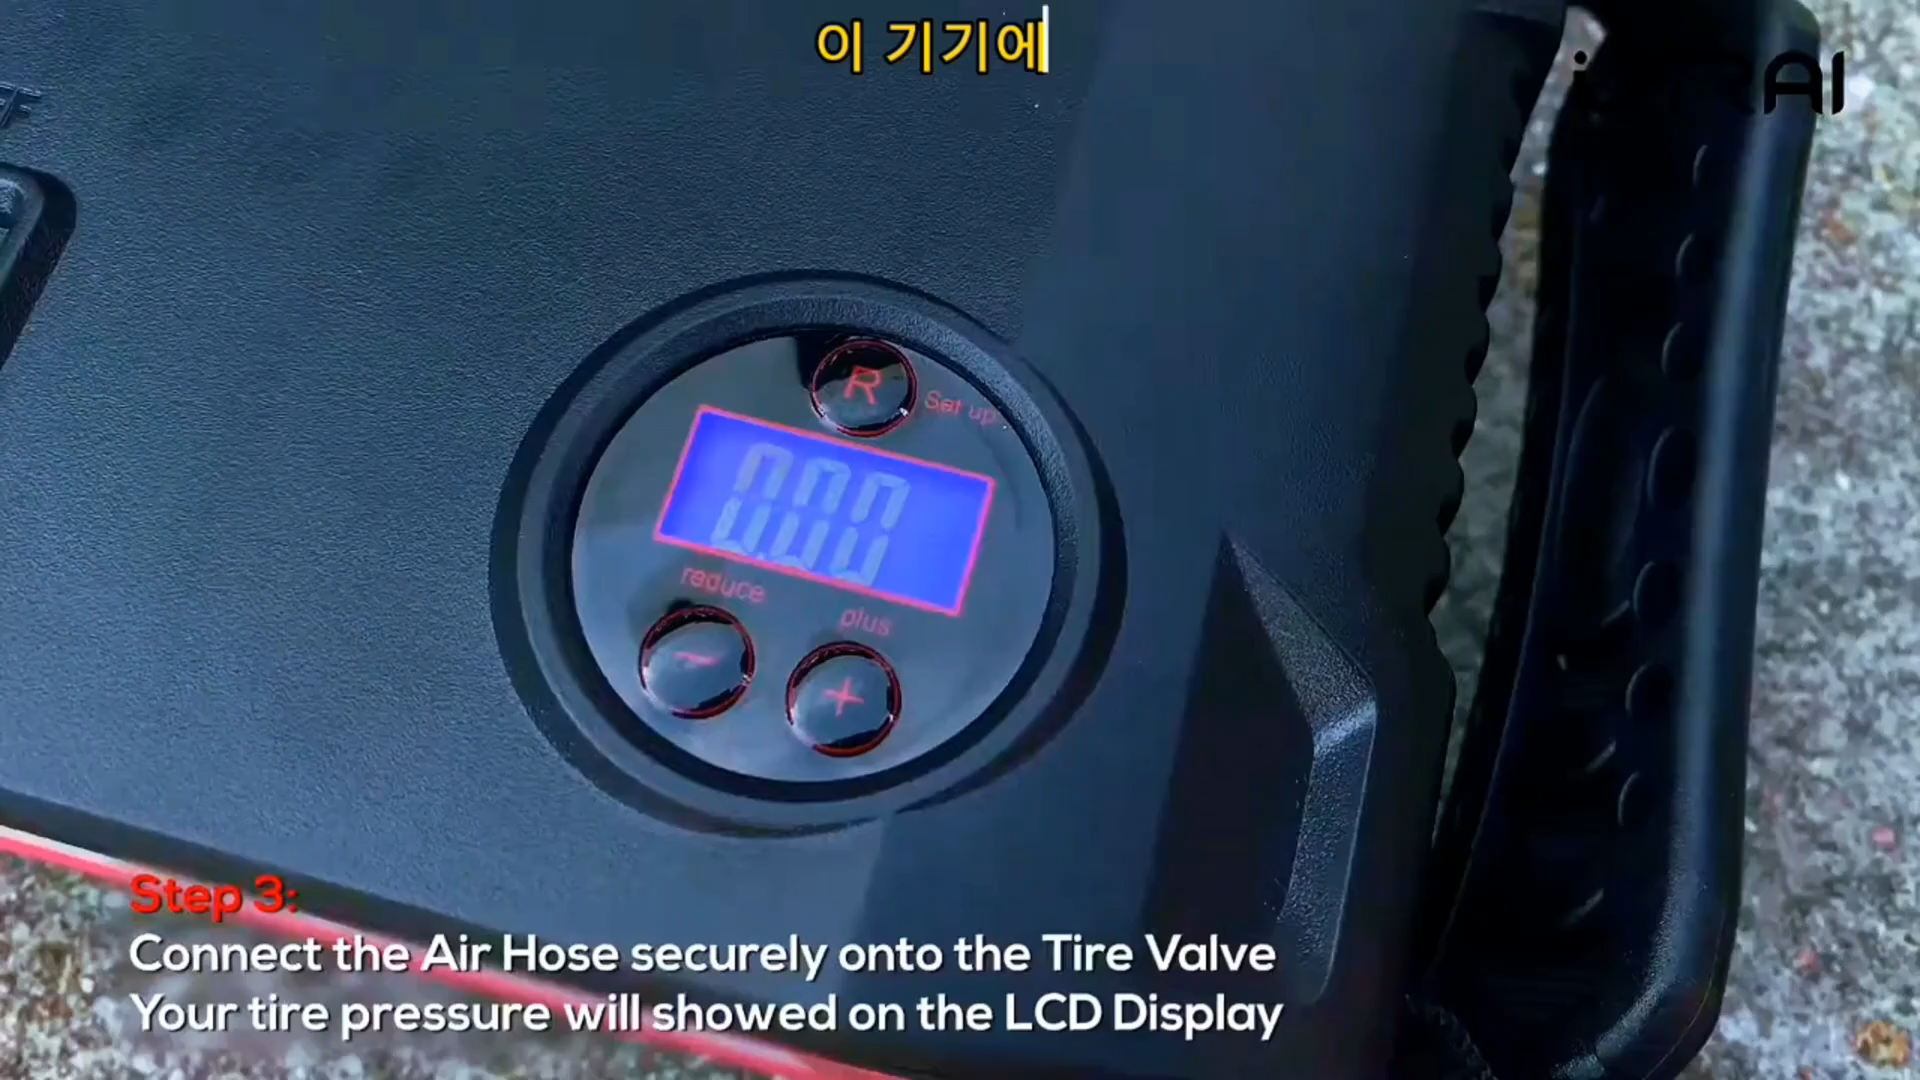 이 기기에
R
Set up
0.00
reduce
plus
-
+
Step 3:
Connect the Air Hose securely onto the Tire Valve
Your tire pressure will showed on the LCD Display